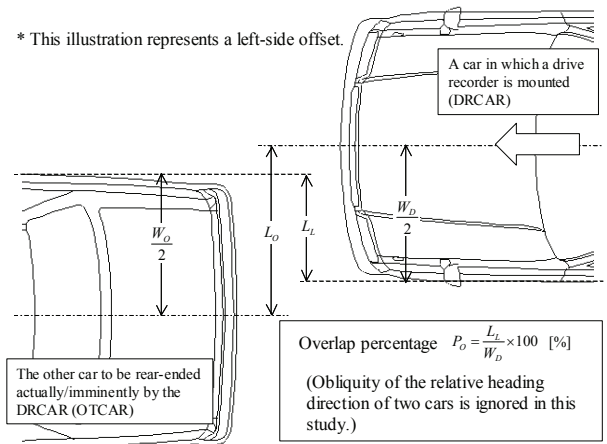 * This illustration represents a left-side offset.
A car in which a drive
recorder is mounted
(DRCAR)
W_O/2
L_O
L_L
W_D/2
Overlap percentage P_O = L_L/W_D ×100 [%]
(Obliquity of the relative heading
direction of two cars is ignored in this
study.)
The other car to be rear-ended
actually/imminently by the
DRCAR (OTCAR)